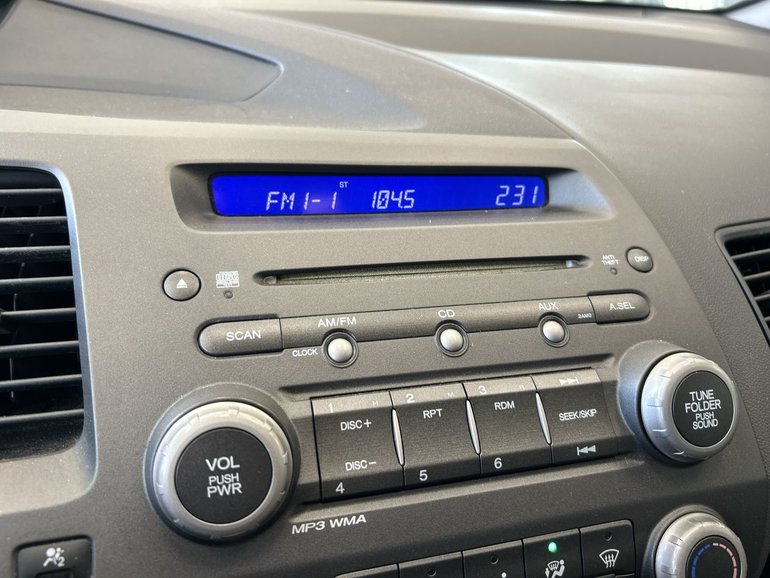 ST
FM1-1 104.5 231
ANTI
THEFT
DISP
SCAN
AM/FM
CD
AUX
A.SEL
CLOCK
1 H 2 M 3 R
DISC+ RPT RDM SEEK/SKIP
DISC-
4 5 6
VOL
PUSH
PWR
TUNE
FOLDER
PUSH
SOUND
MP3 WMA
2